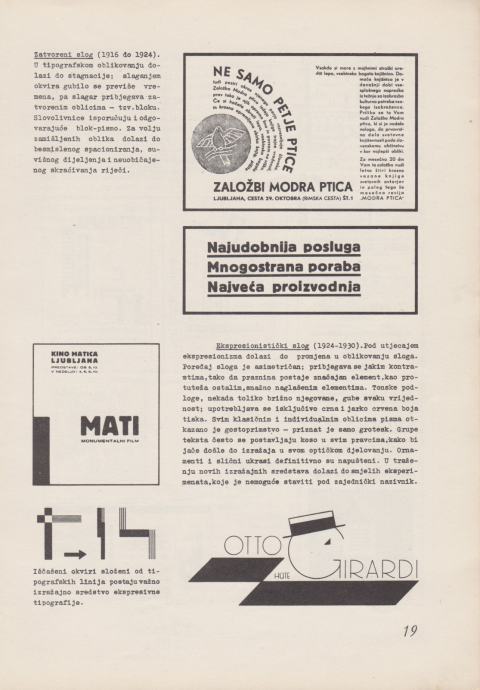 Zatvoreni slog (1916 do 1924).
U tipografskom oblikovanju do-
lazi do stagnacije; slaganjem
okvira gubilo se previše vre-
mena, pa slagar pribjegava za-
tvorenim oblicima – tzv.bloku.
Slovolivnice isporučuju i odgo-
varajuće blok-pismo. Za volju
zamišljenih oblika dolazi do
besmislenog spacioniranja, su-
višnog dijeljenja i neuobičaje-
nog skraćivanja riječi.
NE SAMO PETJE PTICE
ZALOŽBI MODRA PTICA
LJUBLJANA, CESTA 29. OKTOBRA (RIMSKA CESTA) ŠT.1
Najudobnija posluga
Mnogostrana poraba
Najveća proizvodnja
Ekspresionistički slog (1924-1930).Pod utjecajem
ekspresionizma dolazi do promjena u oblikovanju sloga.
Poređaj sloga je asimetričan; pribjegava se jakim kontra-
stima,tako da praznina postaje značajan element,kao pro-
tuteža ostalim,snažno naglašenim elementima. Tonske pod-
loge, nekada toliko brižno njegovane, gube svaku vrijed-
nost; upotrebljava se isključivo crna i jarko crvena boja
tiska. Svim klasičnim i individualnim oblicima pisma ot-
kazano je gostoprimstvo – priznat je samo grotesk. Grupe
teksta često se postavljaju koso u svim pravcima,kako bi
jače došle do izražaja u svom optičkom djelovanju. Orna-
menti i slični ukrasi definitivno su napušteni. U traže-
nju novih izražajnih sredstava dolazi do smjelih eksperi-
menata,koje je nemoguće staviti pod zajednički nazivnik.
KINO MATICA
LJUBLJANA
MATI
MONUMENTALNI FILM
Iščašeni okviri složeni od ti-
pografskih linija postaju važno
izražajno sredstvo ekspresivne
tipografije.
OTTO
HÜTE
GIRARDI
19